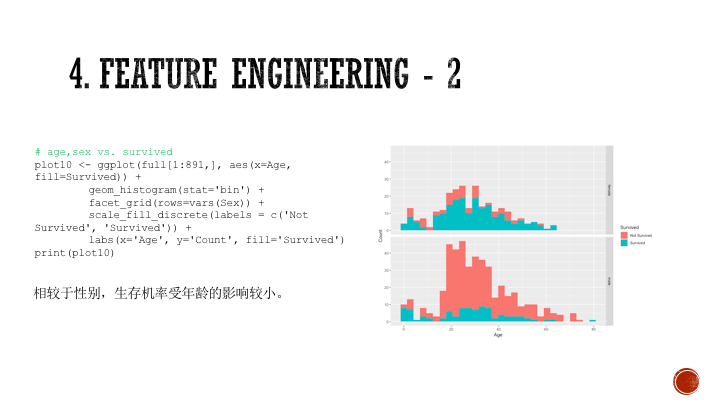 4. FEATURE ENGINEERING - 2
# age,sex vs. survived
plot10 <- ggplot(full[1:891,], aes(x=Age,
fill=Survived)) +
geom_histogram(stat='bin') +
facet_grid(rows=vars(Sex)) +
scale_fill_discrete(labels = c('Not
Survived', 'Survived')) +
labs(x='Age', y='Count', fill='Survived')
print(plot10)
相较于性别，生存机率受年龄的影响较小。
40
30
20
10
0
female
40
30
20
10
0
male
Count
0 20 40 60 80
Age
Survived
Not Survived
Survived